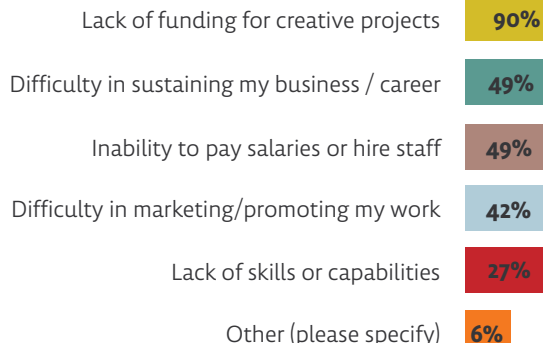 Lack of funding for creative projects 90%
Difficulty in sustaining my business / career 49%
Inability to pay salaries or hire staff 49%
Difficulty in marketing/promoting my work 42%
Lack of skills or capabilities 27%
Other (please specify) 6%